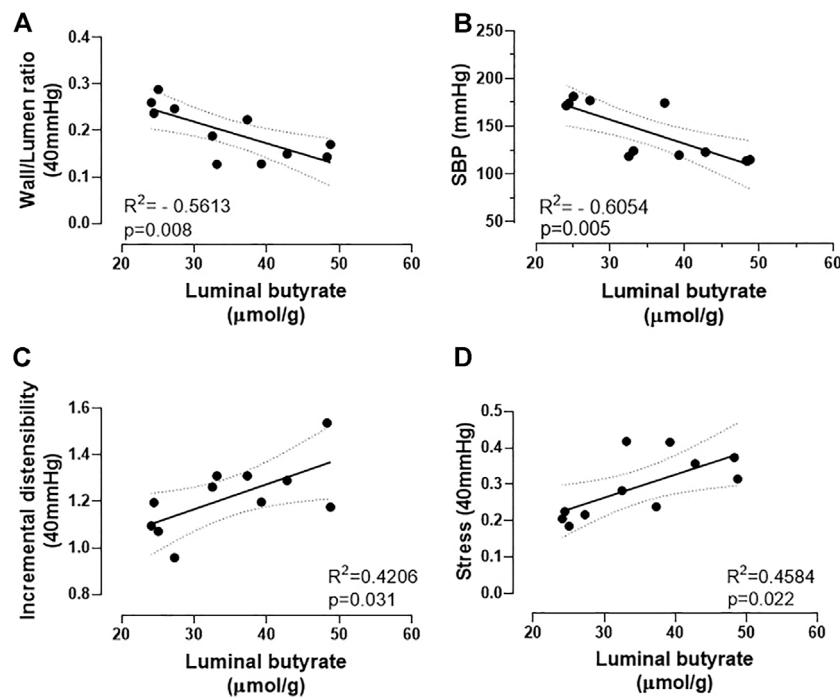 A
Wall/Lumen ratio
(40mmHg)
0.4
0.3
0.2
0.1
0.0
R²= - 0.5613
p=0.008
20 30 40 50 60
Luminal butyrate
(μmol/g)
B
SBP (mmHg)
250
200
150
100
50
R²= - 0.6054
p=0.005
20 30 40 50 60
Luminal butyrate
(μmol/g)
C
Incremental distensibility
(40mmHg)
1.6
1.4
1.2
1.0
0.8
R²=0.4206
p=0.031
20 30 40 50 60
Luminal butyrate
(μmol/g)
D
Stress (40mmHg)
0.5
0.4
0.3
0.2
0.1
0.0
R²=0.4584
p=0.022
20 30 40 50 60
Luminal butyrate
(μmol/g)